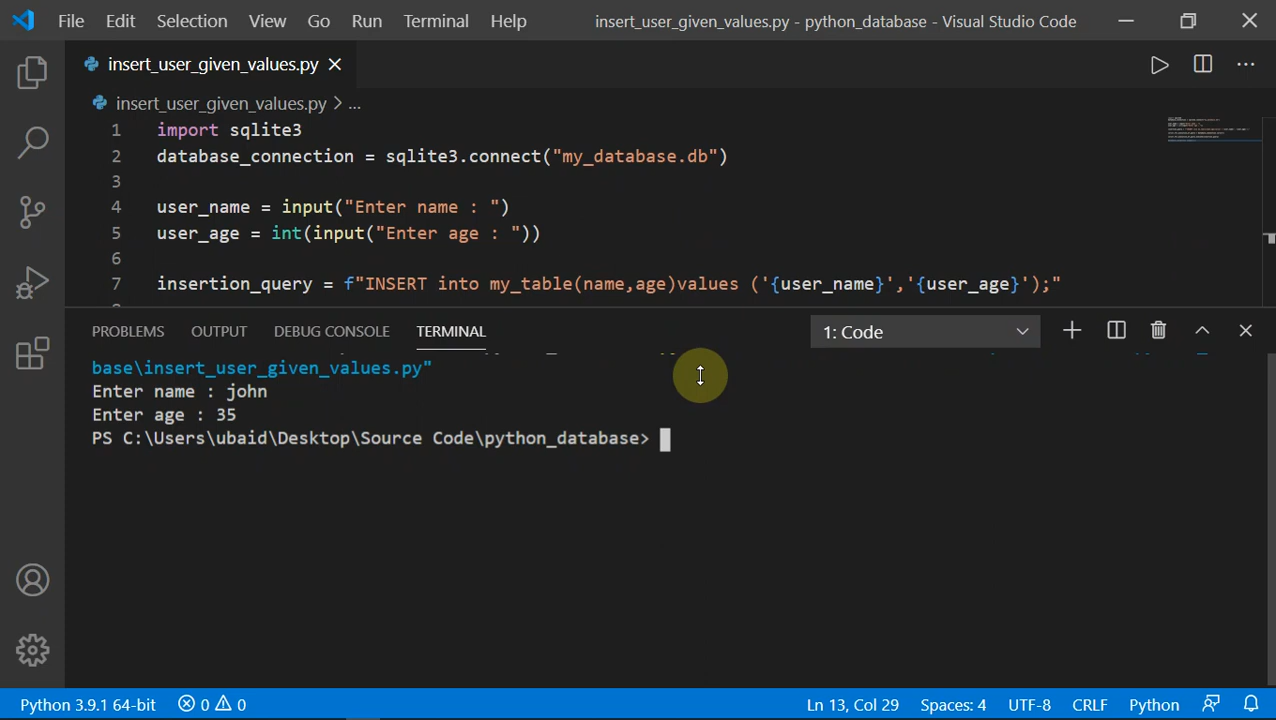 File Edit Selection View Go Run Terminal Help insert_user_given_values.py - python_database - Visual Studio Code
insert_user_given_values.py
insert_user_given_values.py > ...
1 import sqlite3
2 database_connection = sqlite3.connect("my_database.db")
3
4 user_name = input("Enter name : ")
5 user_age = int(input("Enter age : "))
6
7 insertion_query = f"INSERT into my_table(name,age)values ('{user_name}','{user_age}');"
PROBLEMS OUTPUT DEBUG CONSOLE TERMINAL 1: Code
base\insert_user_given_values.py"
Enter name : john
Enter age : 35
PS C:\Users\ubaid\Desktop\Source Code\python_database>
Python 3.9.1 64-bit 0 0 Ln 13, Col 29 Spaces: 4 UTF-8 CRLF Python